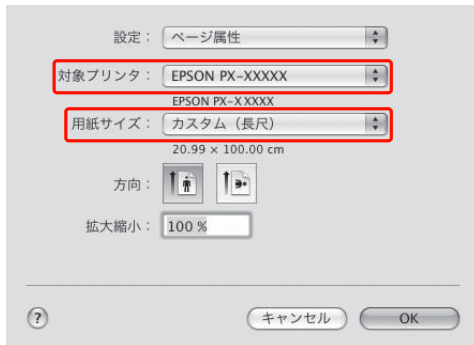 設定： ページ属性
対象プリンタ： EPSON PX-XXXXX
EPSON PX-XXXXX
用紙サイズ： カスタム（長尺）
20.99 × 100.00 cm
方向：
拡大縮小： 100 %
? キャンセル OK